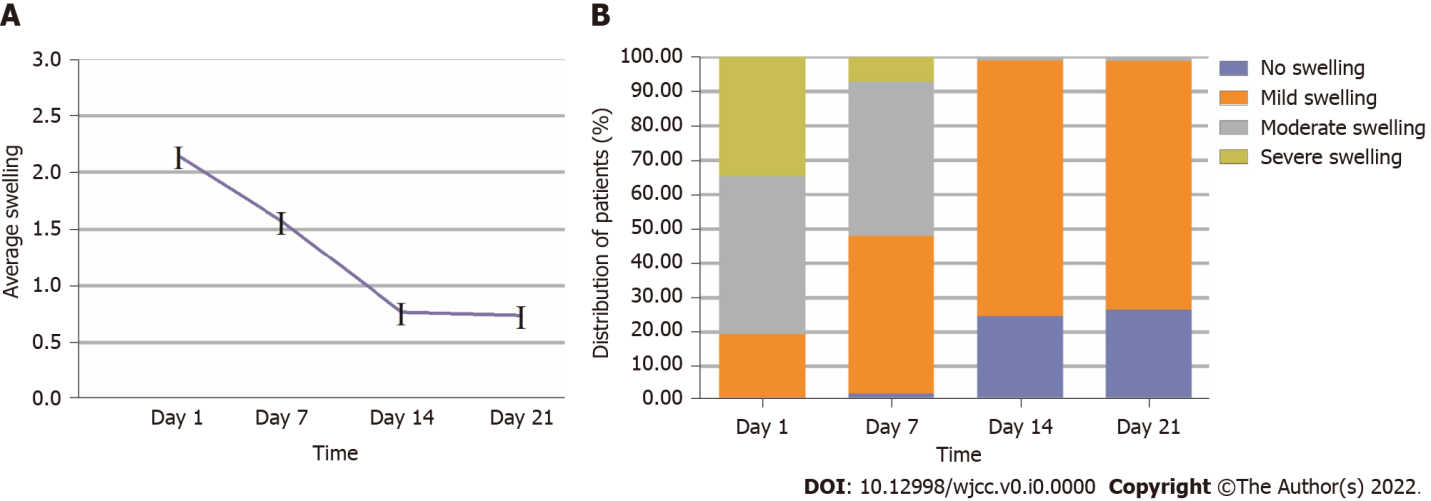 A
3.0
2.5
2.0
1.5
1.0
0.5
0.0
Average swelling
Day 1 Day 7 Day 14 Day 21
Time
B
100.00
90.00
80.00
70.00
60.00
50.00
40.00
30.00
20.00
10.00
0.00
Distribution of patients (%)
Day 1 Day 7 Day 14 Day 21
Time
No swelling
Mild swelling
Moderate swelling
Severe swelling
DOI: 10.12998/wjcc.v0.i0.0000 Copyright ©The Author(s) 2022.